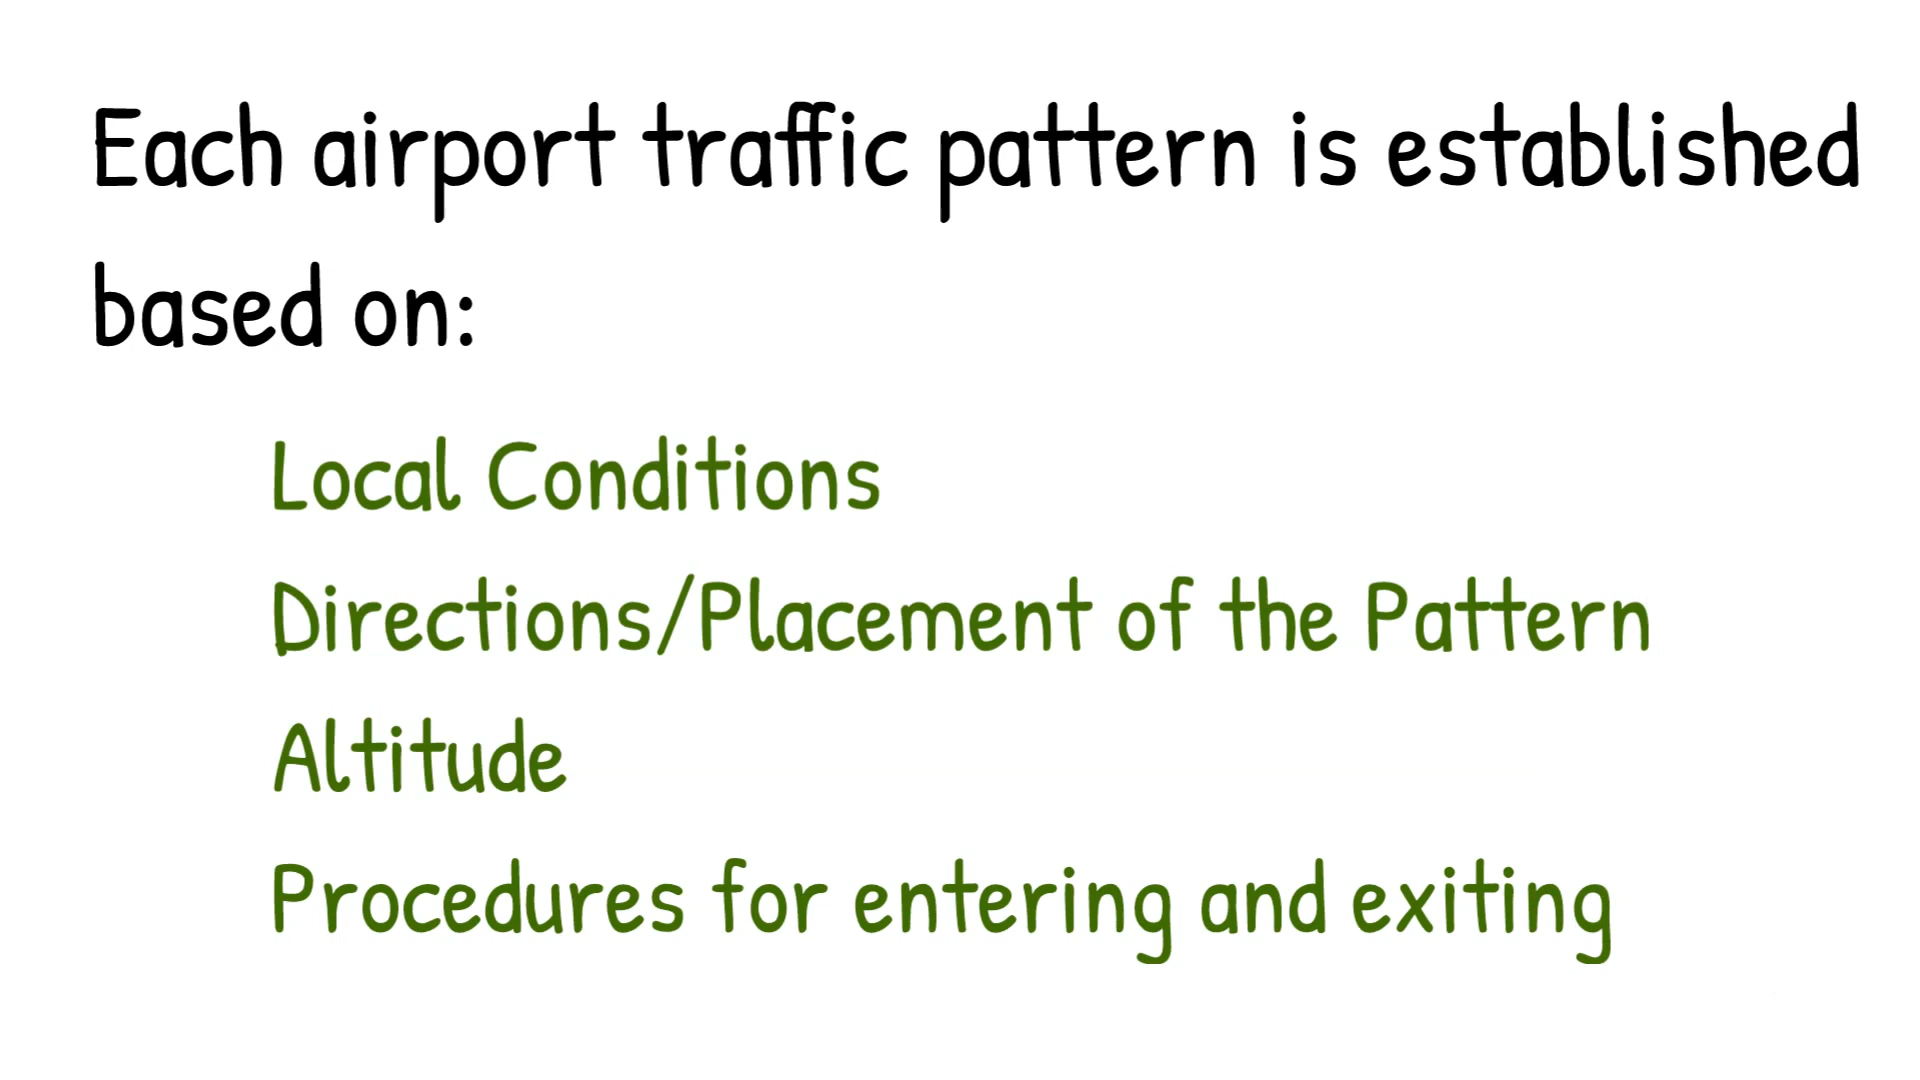 Each airport traffic pattern is established
based on:
Local Conditions
Directions/Placement of the Pattern
Altitude
Procedures for entering and exiting